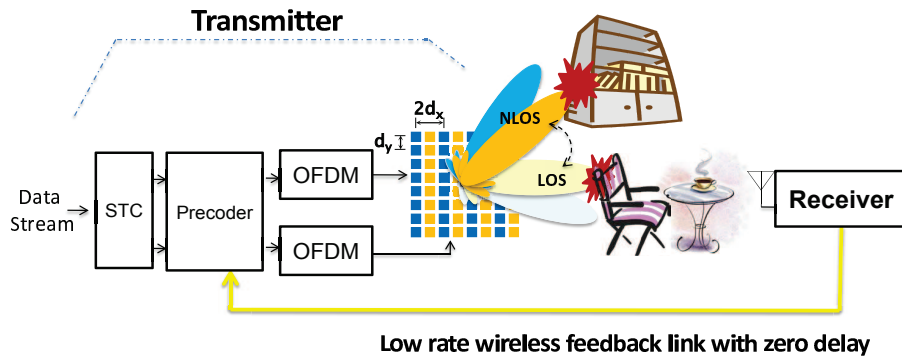 Transmitter
2dx
dy
NLOS
LOS
Data
Stream
STC
Precoder
OFDM
OFDM
Receiver
Low rate wireless feedback link with zero delay